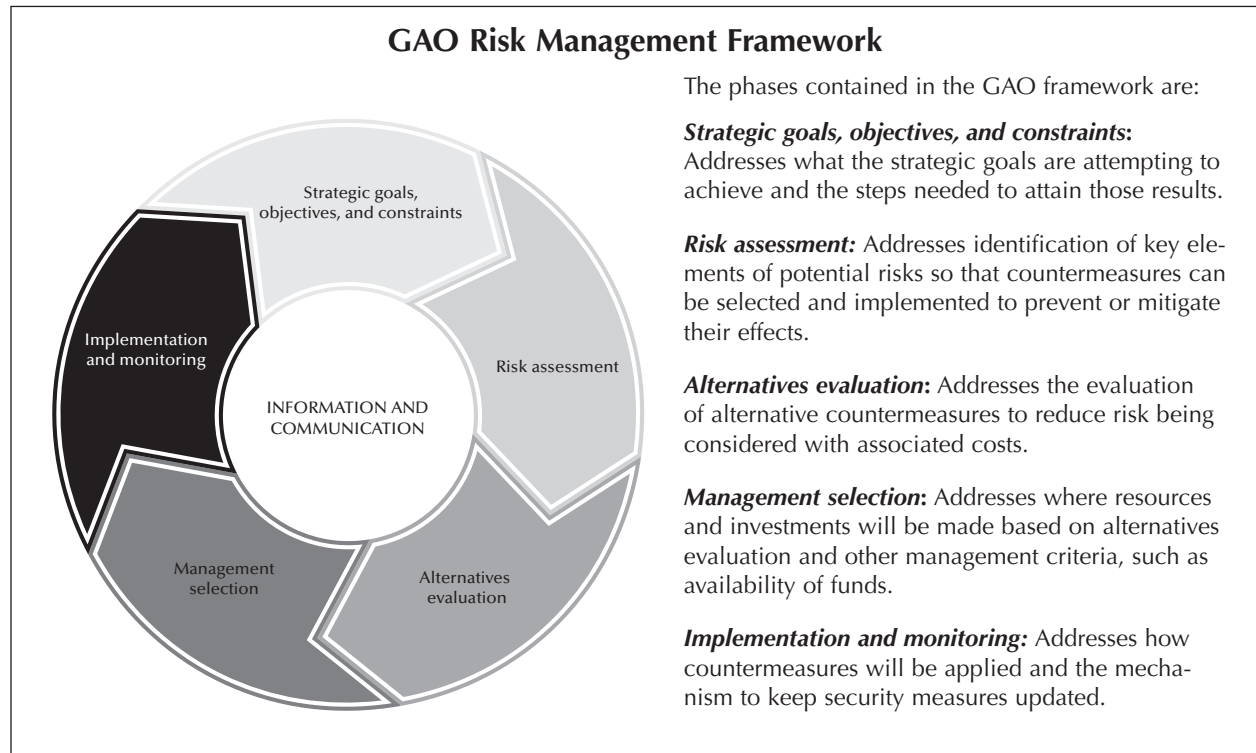 GAO Risk Management Framework
Strategic goals,
objectives, and constraints
Risk assessment
Alternatives
evaluation
Management
selection
Implementation
and monitoring
INFORMATION AND
COMMUNICATION
The phases contained in the GAO framework are:
Strategic goals, objectives, and constraints:
Addresses what the strategic goals are attempting to
achieve and the steps needed to attain those results.
Risk assessment: Addresses identification of key ele-
ments of potential risks so that countermeasures can
be selected and implemented to prevent or mitigate
their effects.
Alternatives evaluation: Addresses the evaluation
of alternative countermeasures to reduce risk being
considered with associated costs.
Management selection: Addresses where resources
and investments will be made based on alternatives
evaluation and other management criteria, such as
availability of funds.
Implementation and monitoring: Addresses how
countermeasures will be applied and the mecha-
nism to keep security measures updated.